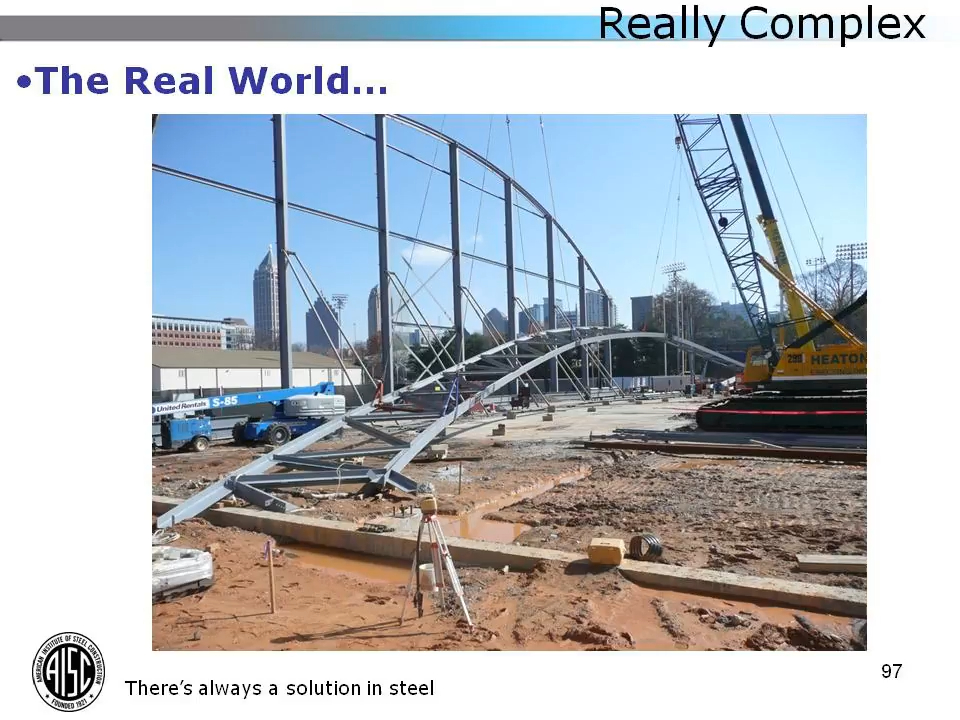 Really Complex
•The Real World...
United Rentals S-85
290 HEATON
AMERICAN INSTITUTE OF STEEL CONSTRUCTION
AISC
FOUNDED 1921
There's always a solution in steel
97